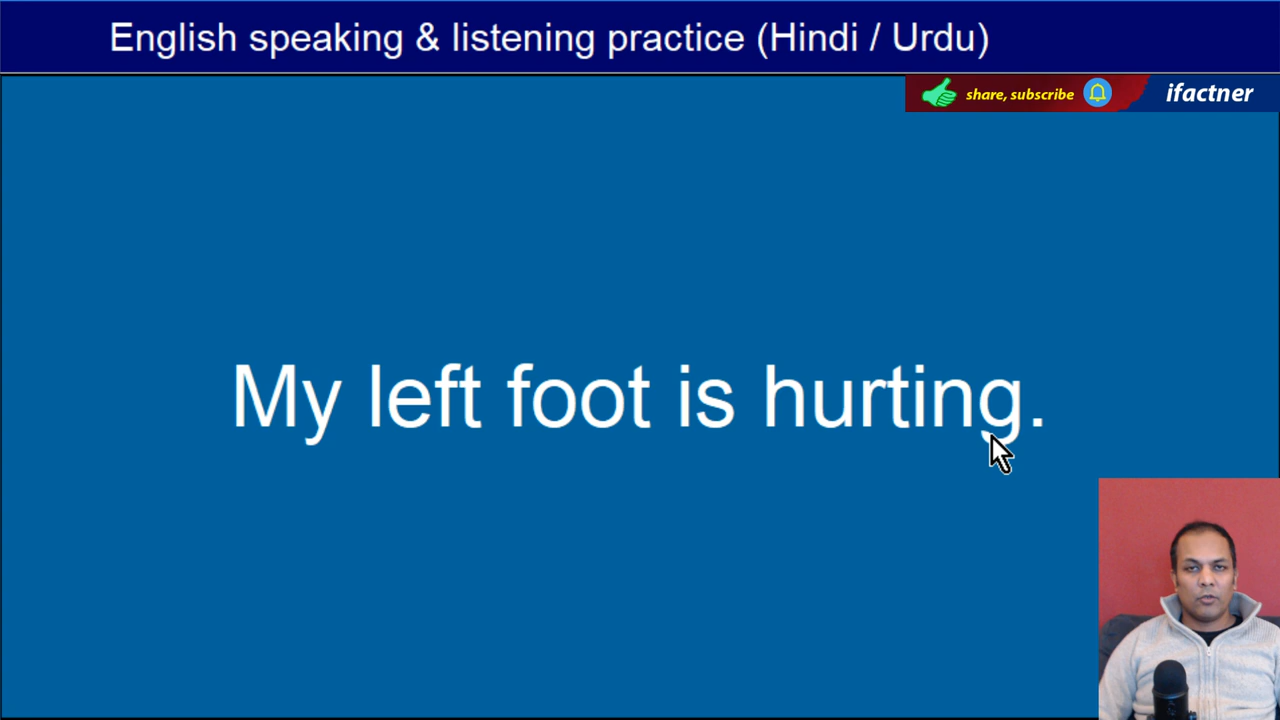 English speaking & listening practice (Hindi / Urdu)
share, subscribe
ifactner
My left foot is hurting.